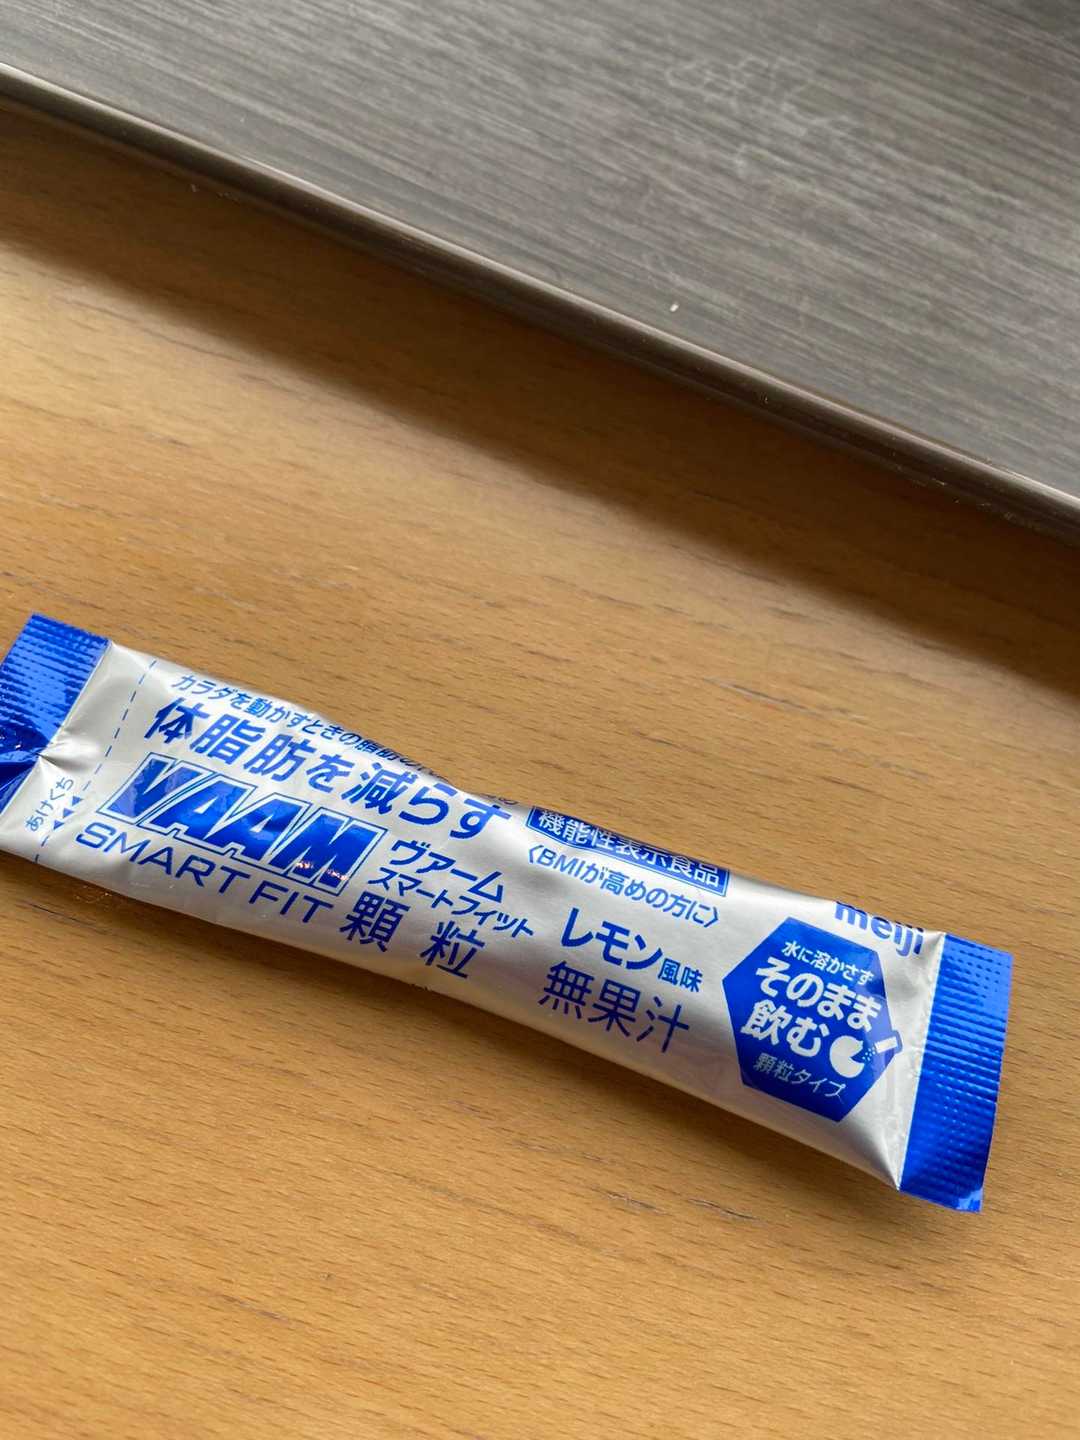 カラダを動かすときの脂肪の
体脂肪を減らす
VAAM
SMART FIT
ヴァーム
スマートフィット
顆粒
あけくち
機能性表示食品
〈BMIが高めの方に〉
レモン風味
無果汁
meiji
水に溶かさず
そのまま
飲む
顆粒タイプ